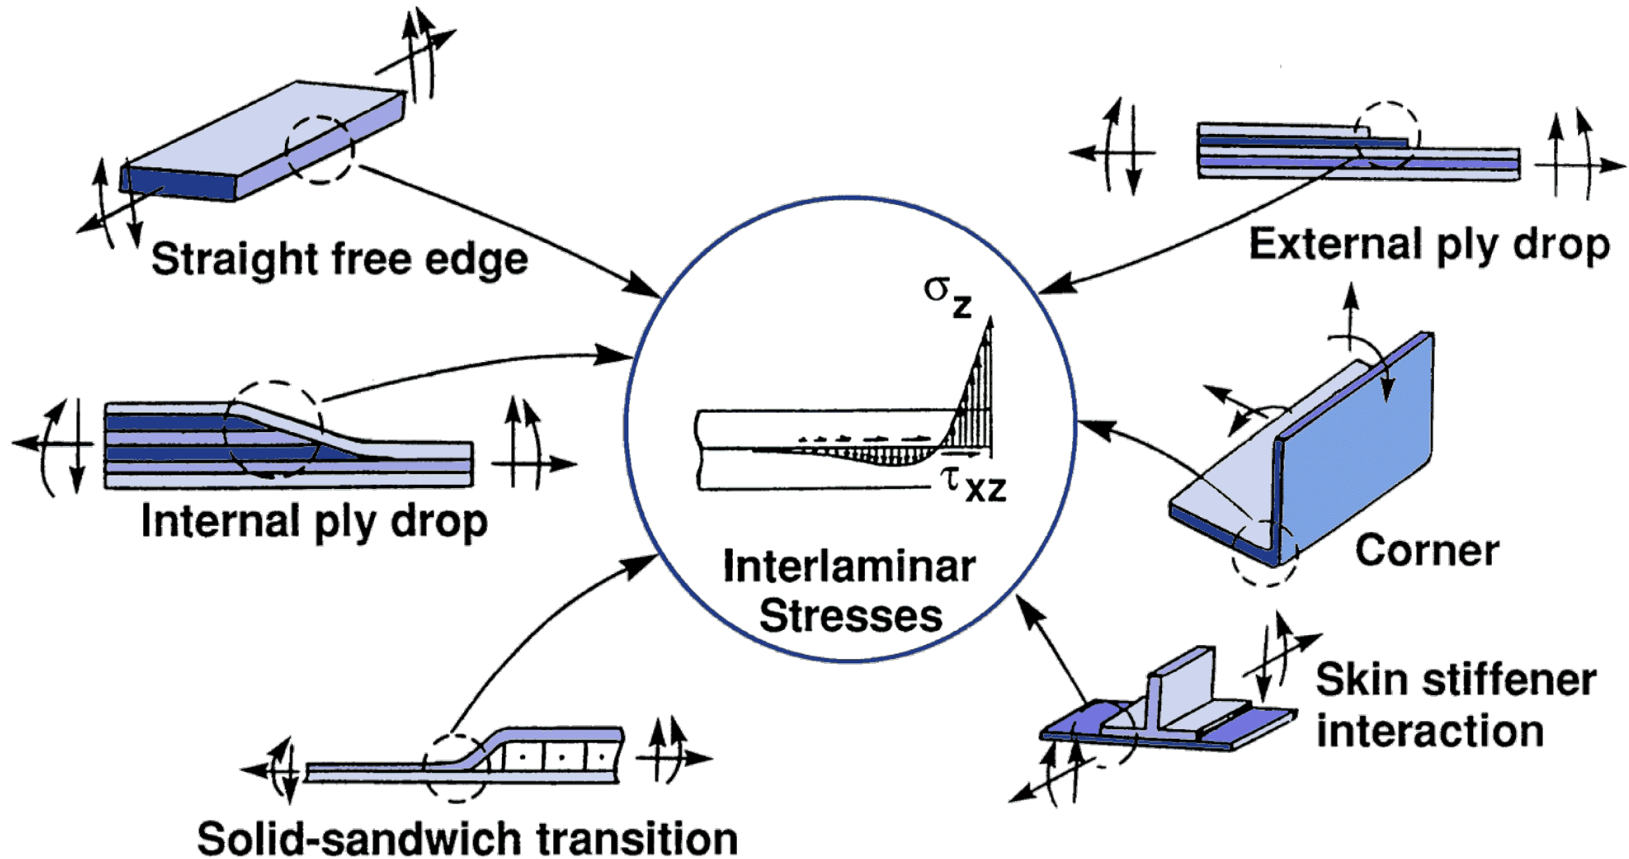 Straight free edge
External ply drop
σz
τxz
Internal ply drop
Interlaminar
Stresses
Corner
Skin stiffener
interaction
Solid-sandwich transition